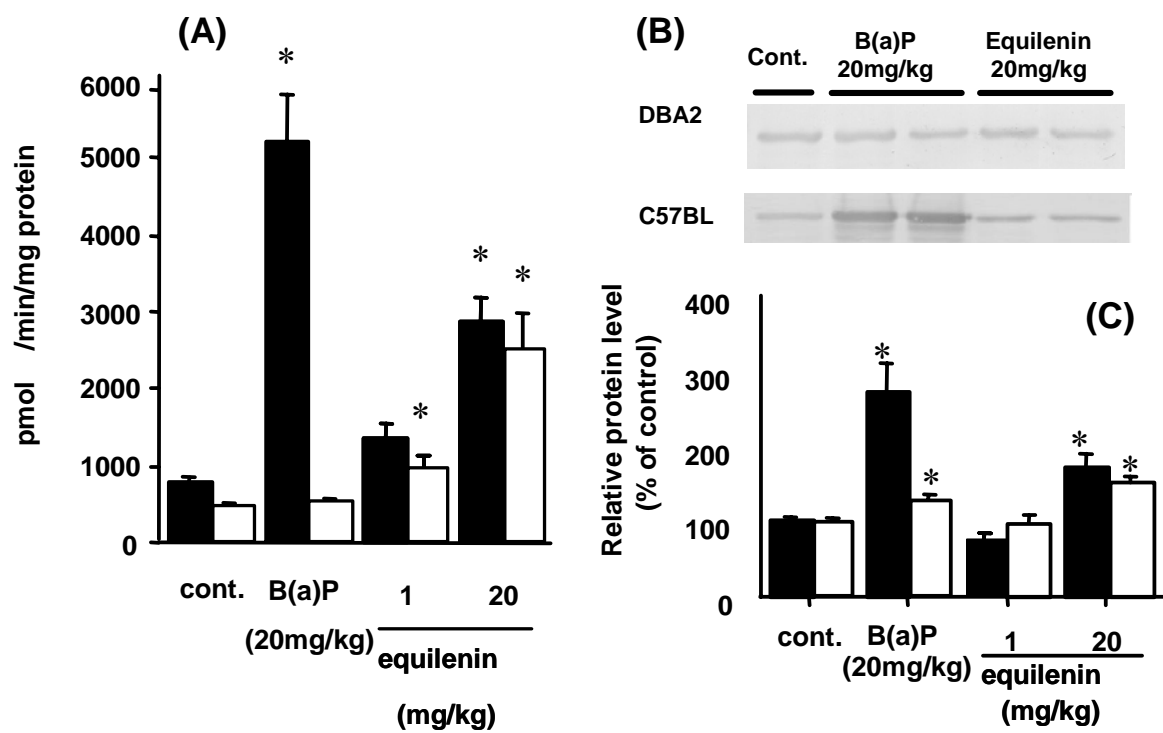 (A)
pmol /min/mg protein
6000
5000
4000
3000
2000
1000
0
*
*
*
*
cont.
B(a)P
(20mg/kg)
1
20
equilenin
(mg/kg)
(B)
Cont.
B(a)P
20mg/kg
Equilenin
20mg/kg
DBA2
C57BL
(C)
Relative protein level
(% of control)
400
300
200
100
0
*
*
*
*
cont.
B(a)P
(20mg/kg)
1
20
equilenin
(mg/kg)